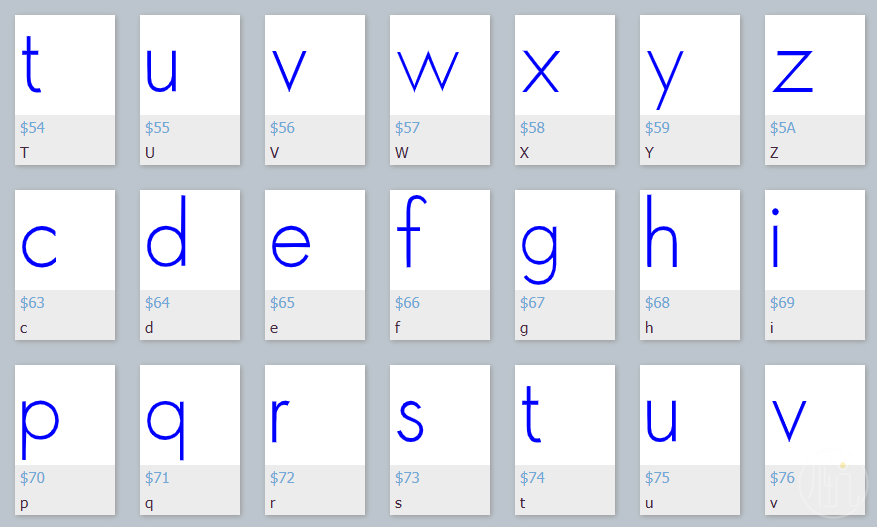 t u v w x y z
$54 $55 $56 $57 $58 $59 $5A
T U V W X Y Z
c d e f g h i
$63 $64 $65 $66 $67 $68 $69
c d e f g h i
p q r s t u v
$70 $71 $72 $73 $74 $75 $76
p q r s t u v